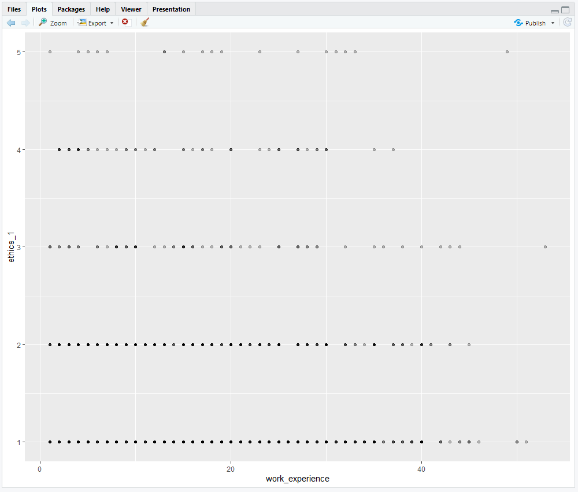 Files Plots Packages Help Viewer Presentation
Zoom Export Publish
5
4
3
2
1
ethics_1
0 20 40
work_experience